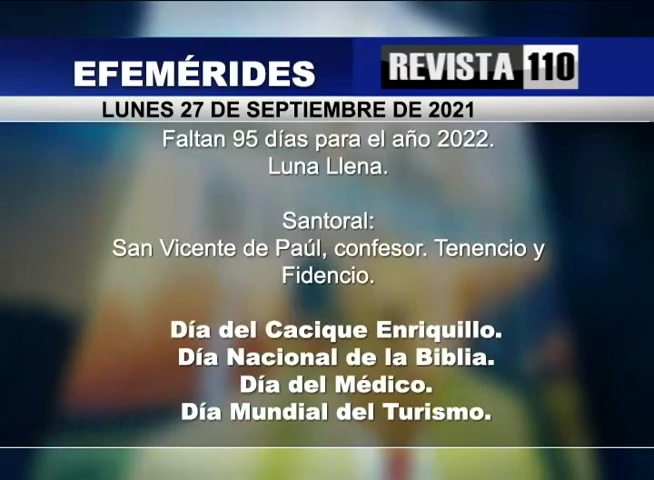 EFEMÉRIDES
REVISTA 110
LUNES 27 DE SEPTIEMBRE DE 2021
Faltan 95 días para el año 2022.
Luna Llena.
Santoral:
San Vicente de Paúl, confesor. Tenencio y
Fidencio.
Día del Cacique Enriquillo.
Día Nacional de la Biblia.
Día del Médico.
Día Mundial del Turismo.